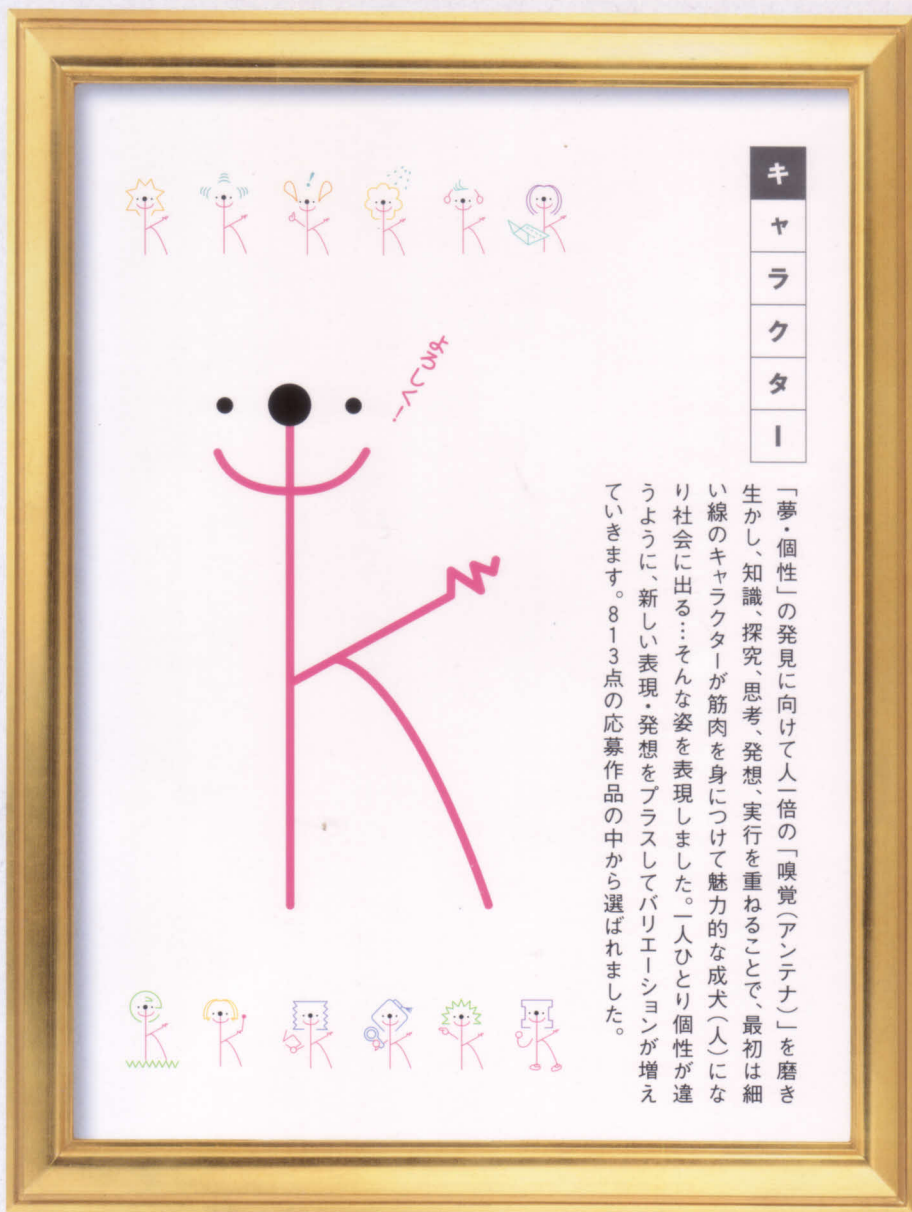 キャラクター
「夢・個性」の発見に向けて人一倍の「嗅覚（アンテナ）」を磨き
生かし、知識、探究、思考、発想、実行を重ねることで、最初は細
い線のキャラクターが筋肉を身につけて魅力的な成犬（人）にな
り社会に出る…そんな姿を表現しました。一人ひとり個性が違
うように、新しい表現・発想をプラスしてバリエーションが増え
ていきます。813点の応募作品の中から選ばれました。
よろしくー！